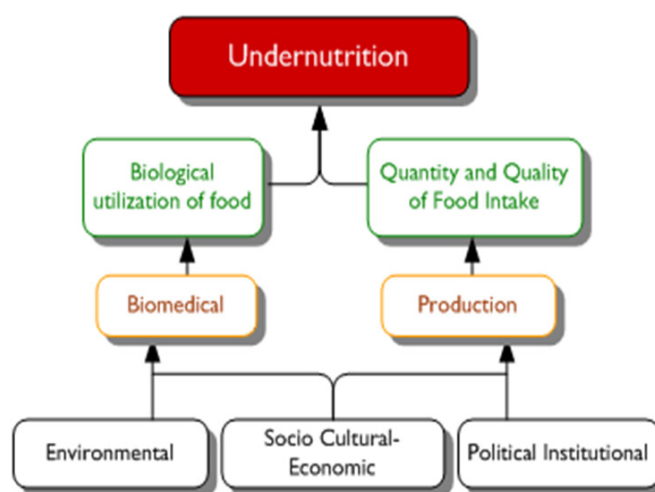 Undernutrition
Biological
utilization of food
Quantity and Quality
of Food Intake
Biomedical
Production
Environmental
Socio Cultural-
Economic
Political Institutional